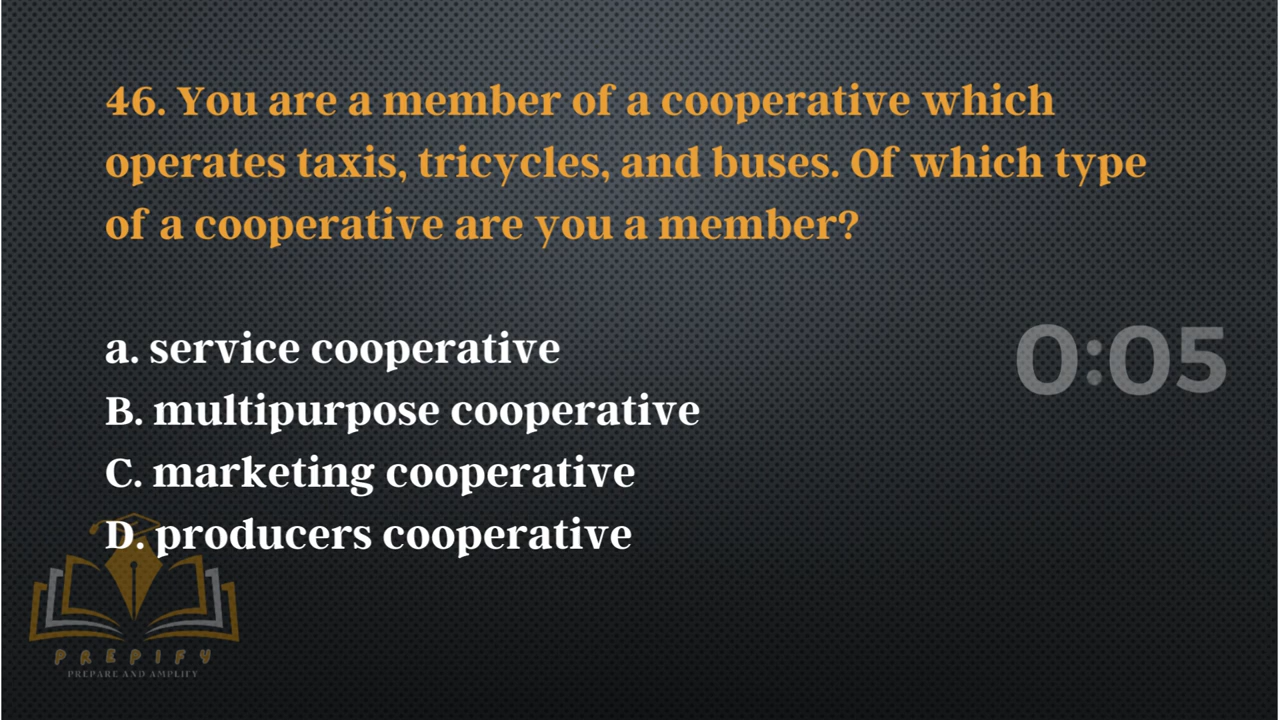 46. You are a member of a cooperative which
operates taxis, tricycles, and buses. Of which type
of a cooperative are you a member?
a. service cooperative
B. multipurpose cooperative
C. marketing cooperative
D. producers cooperative
0:05
PREPIFY
PREPARE AND AMPLIFY